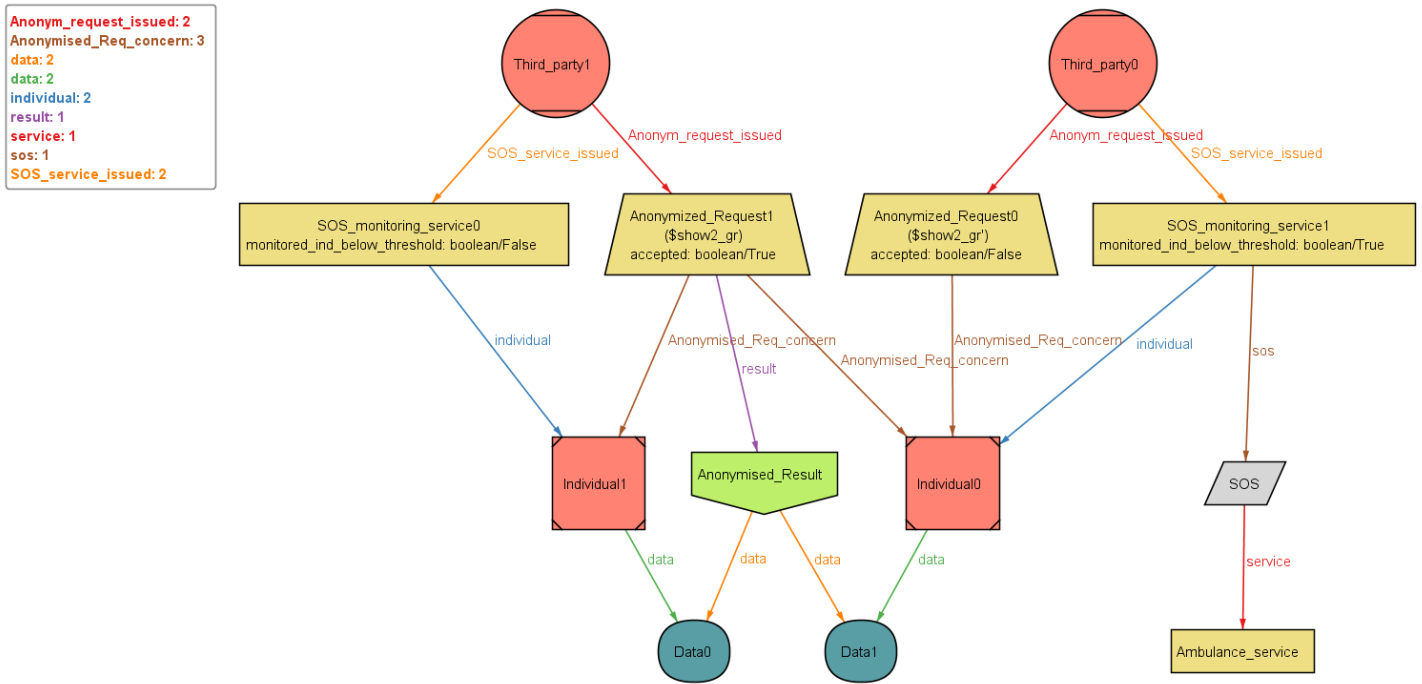 Anonym_request_issued: 2
Anonymised_Req_concern: 3
data: 2
data: 2
individual: 2
result: 1
service: 1
sos: 1
SOS_service_issued: 2
Third_party1
Third_party0
Anonym_request_issued
Anonym_request_issued
SOS_service_issued
SOS_service_issued
SOS_monitoring_service0
monitored_ind_below_threshold: boolean/False
Anonymized_Request1
($show2_gr)
accepted: boolean/True
Anonymized_Request0
($show2_gr')
accepted: boolean/False
SOS_monitoring_service1
monitored_ind_below_threshold: boolean/True
individual
Anonymised_Req_concern
Anonymised_Req_concern
individual
sos
Anonymised_Req_concern
result
Individual1
Anonymised_Result
Individual0
SOS
data
data
data
data
service
Data0
Data1
Ambulance_service